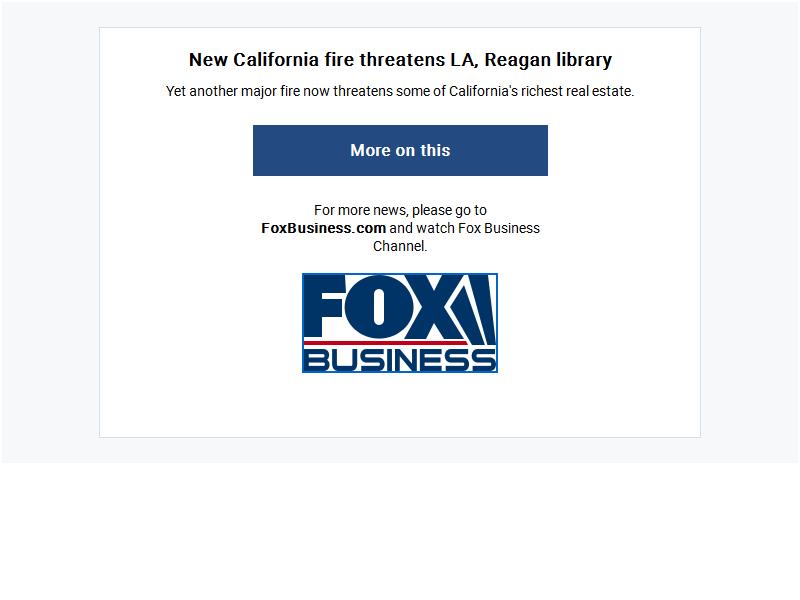 New California fire threatens LA, Reagan library
Yet another major fire now threatens some of California's richest real estate.
More on this
For more news, please go to
FoxBusiness.com and watch Fox Business
Channel.
FOX
BUSINESS